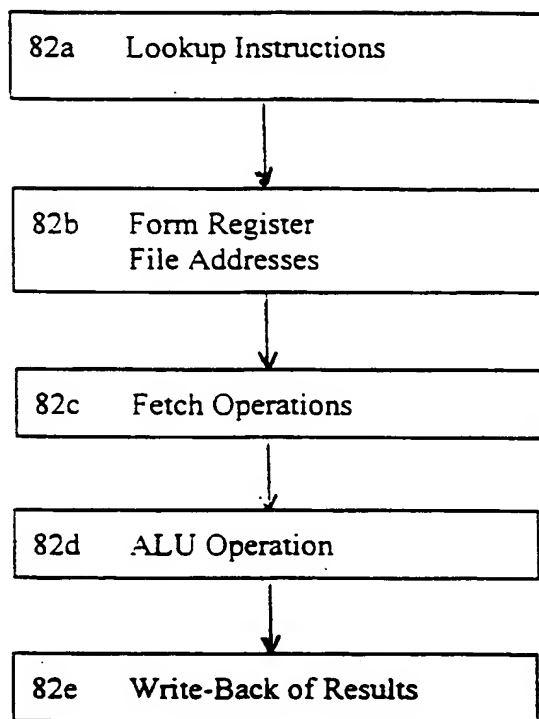 82a Lookup Instructions
82b Form Register
File Addresses
82c Fetch Operations
82d ALU Operation
82e Write-Back of Results